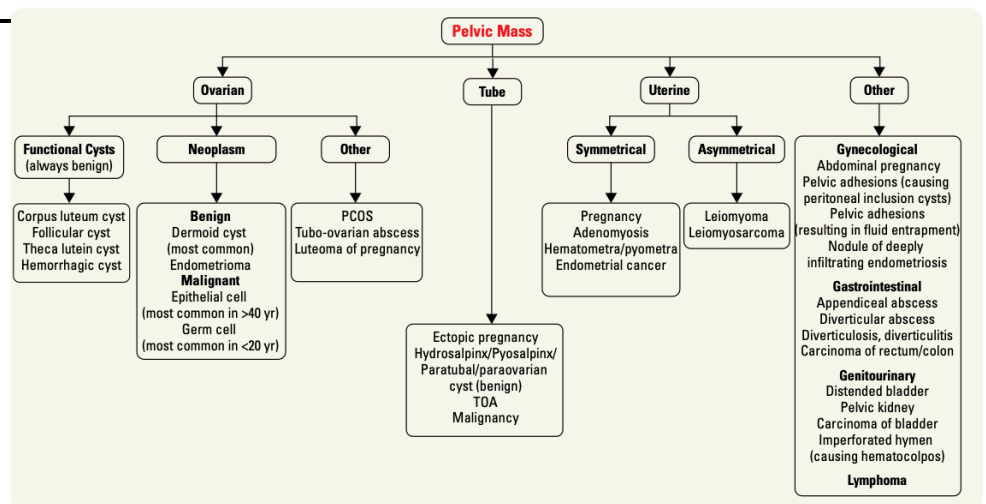 Pelvic Mass
Ovarian
Tube
Uterine
Other
Functional Cysts
(always benign)
Neoplasm
Other
Symmetrical
Asymmetrical
Corpus luteum cyst
Follicular cyst
Theca lutein cyst
Hemorrhagic cyst
Benign
Dermoid cyst
(most common)
Endometrioma
Malignant
Epithelial cell
(most common in >40 yr)
Germ cell
(most common in <20 yr)
PCOS
Tubo-ovarian abscess
Luteoma of pregnancy
Ectopic pregnancy
Hydrosalpinx/Pyosalpinx/
Paratubal/paraovarian
cyst (benign)
TOA
Malignancy
Pregnancy
Adenomyosis
Hematometra/pyometra
Endometrial cancer
Leiomyoma
Leiomyosarcoma
Gynecological
Abdominal pregnancy
Pelvic adhesions (causing
peritoneal inclusion cysts)
Pelvic adhesions
(resulting in fluid entrapment)
Nodule of deeply
infiltrating endometriosis
Gastrointestinal
Appendiceal abscess
Diverticular abscess
Diverticulosis, diverticulitis
Carcinoma of rectum/colon
Genitourinary
Distended bladder
Pelvic kidney
Carcinoma of bladder
Imperforated hymen
(causing hematocolpos)
Lymphoma